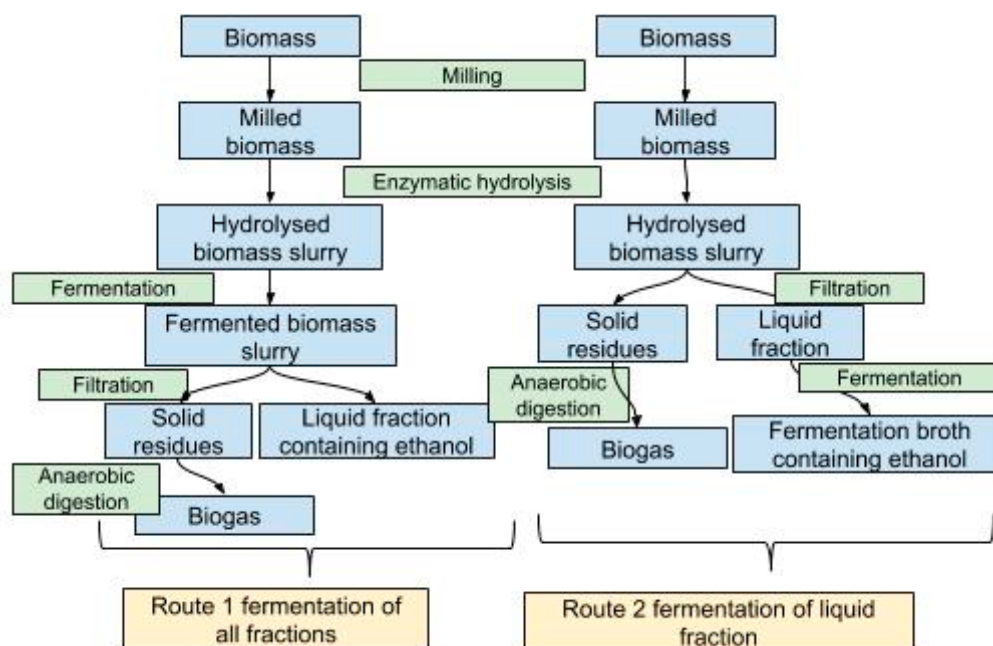 Biomass
Biomass
Milling
Milled
biomass
Milled
biomass
Enzymatic hydrolysis
Hydrolysed
biomass slurry
Hydrolysed
biomass slurry
Fermentation
Filtration
Fermented biomass
slurry
Solid
residues
Liquid
fraction
Filtration
Anaerobic
digestion
Fermentation
Solid
residues
Liquid fraction
containing ethanol
Biogas
Fermentation broth
containing ethanol
Anaerobic
digestion
Biogas
Route 1 fermentation of
all fractions
Route 2 fermentation of liquid
fraction